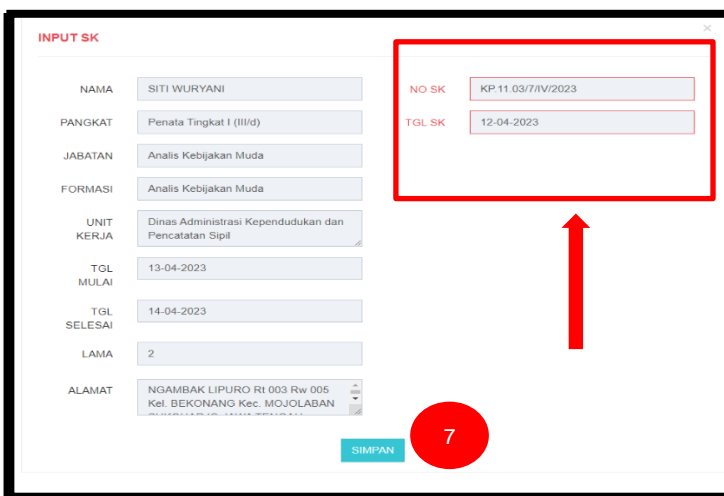 ×
INPUT SK
NAMA SITI WURYANI
NO SK KP.11.03/7/IV/2023
PANGKAT Penata Tingkat I (III/d)
TGL SK 12-04-2023
JABATAN Analis Kebijakan Muda
FORMASI Analis Kebijakan Muda
UNIT KERJA
Dinas Administrasi Kependudukan dan
Pencatatan Sipil
TGL MULAI 13-04-2023
TGL SELESAI 14-04-2023
LAMA 2
ALAMAT
NGAMBAK LIPURO Rt 003 Rw 005
Kel. BEKONANG Kec. MOJOLABAN
SIMPAN
7